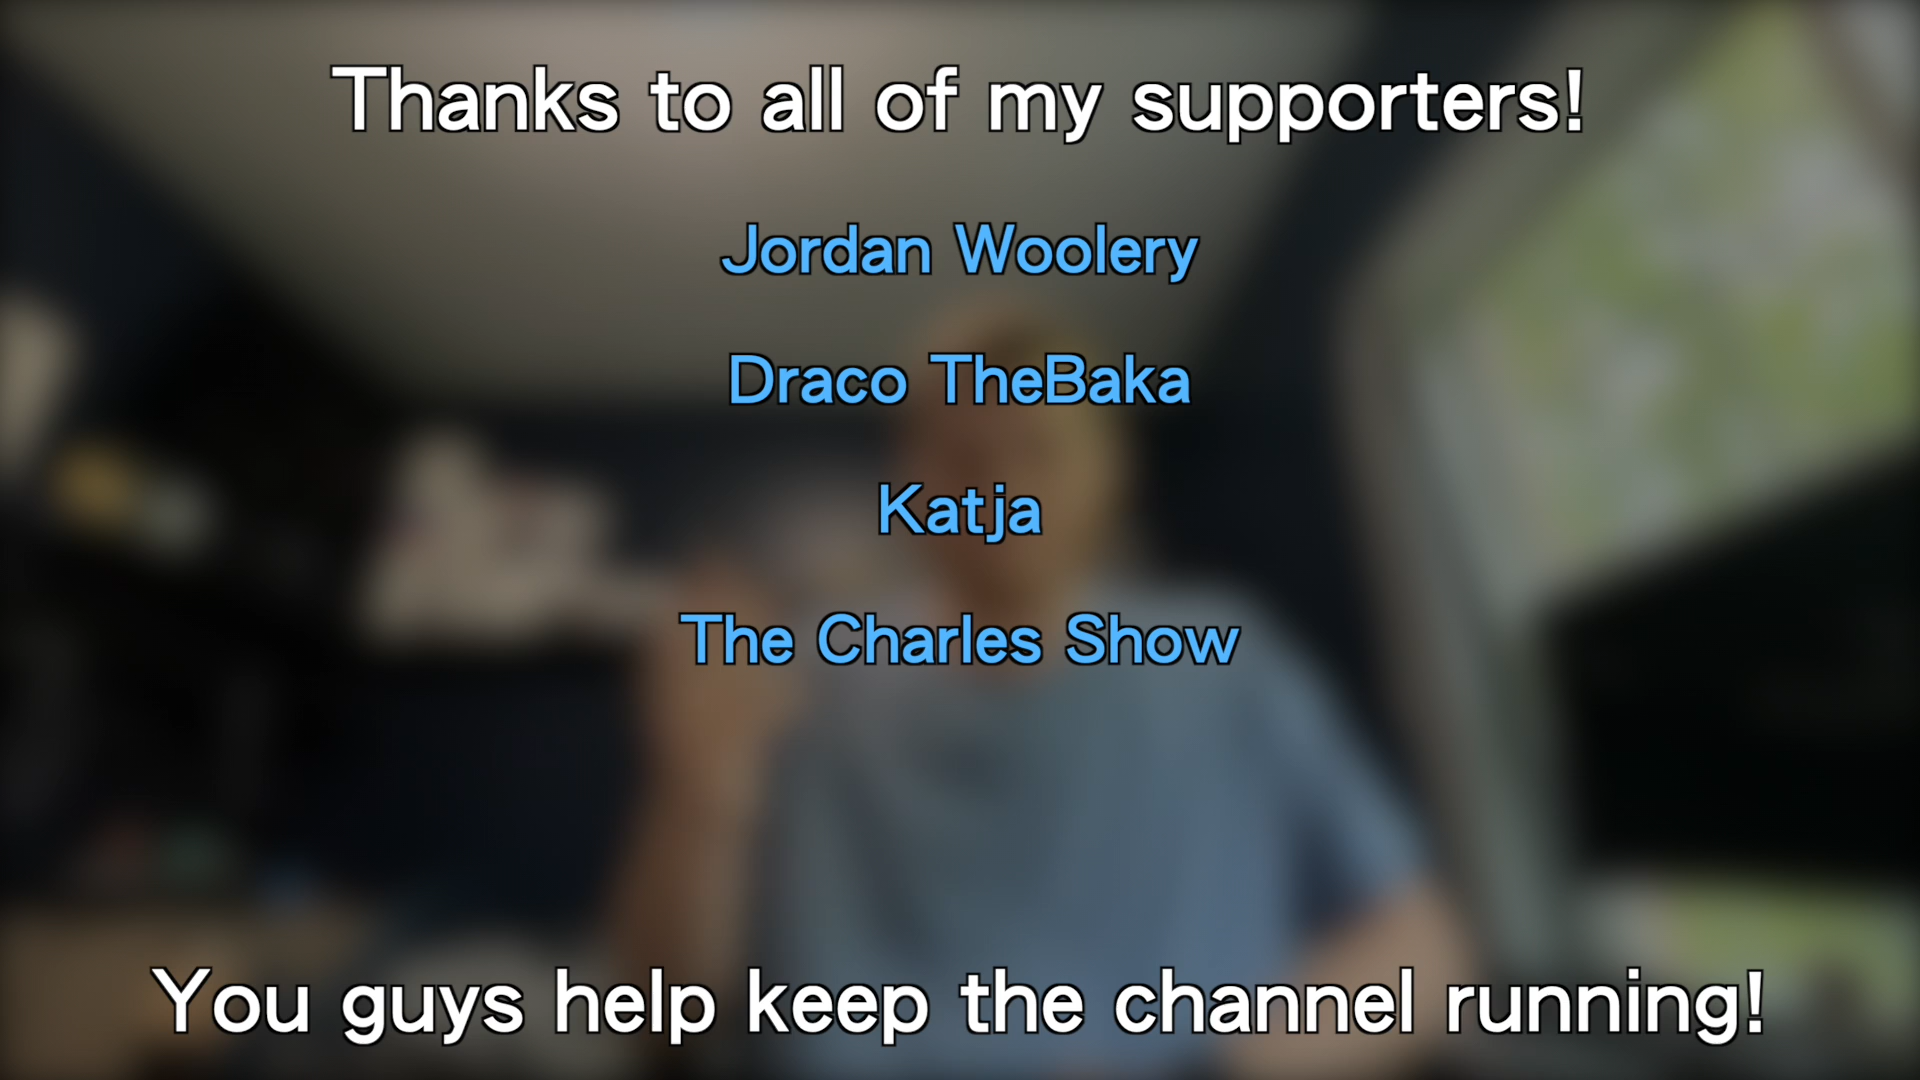 Thanks to all of my supporters!
Jordan Woolery
Draco TheBaka
Katja
The Charles Show
You guys help keep the channel running!